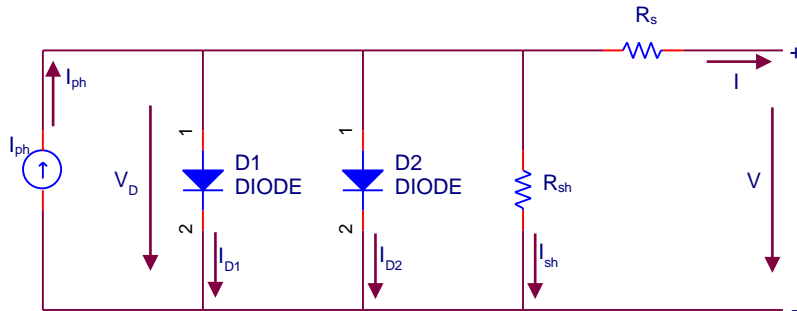 Rs
+
Iph
I
1
1
Iph
D1
DIODE
D2
DIODE
VD
Rsh
V
2
2
ID1
ID2
Ish
-